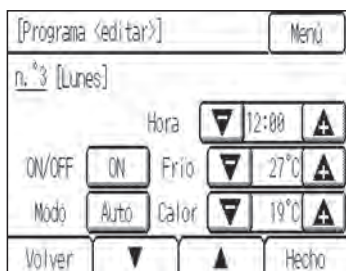 [Programa <editar>] Menú
n.°3 [Lunes]
Hora 12:00
ON/OFF ON Frío 27°C
Modo Auto Calor 19°C
Volver ▼ ▲ Hecho